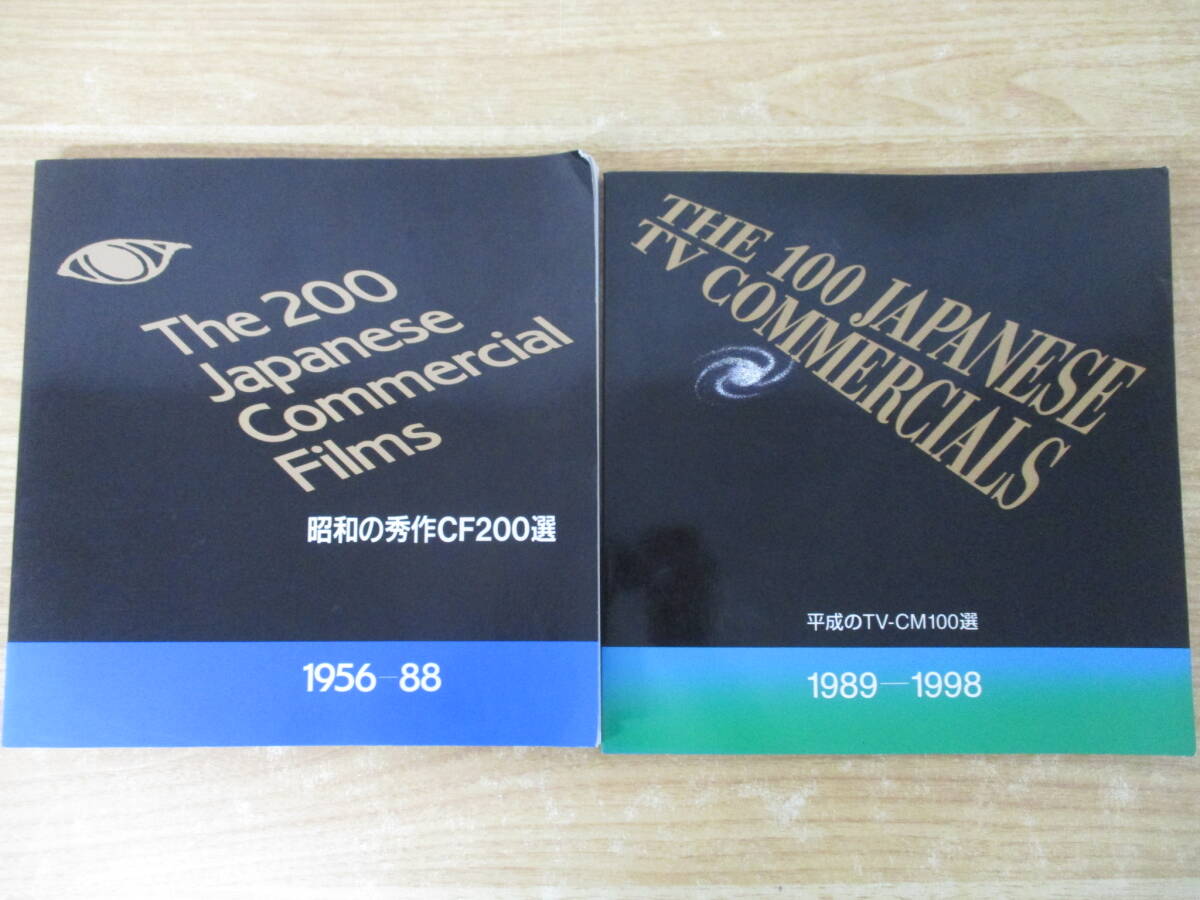 The 200
Japanese
Commercial
Films
昭和の秀作CF200選
1956-88
THE 100 JAPANESE
TV COMMERCIALS
平成のTV-CM100選
1989—1998